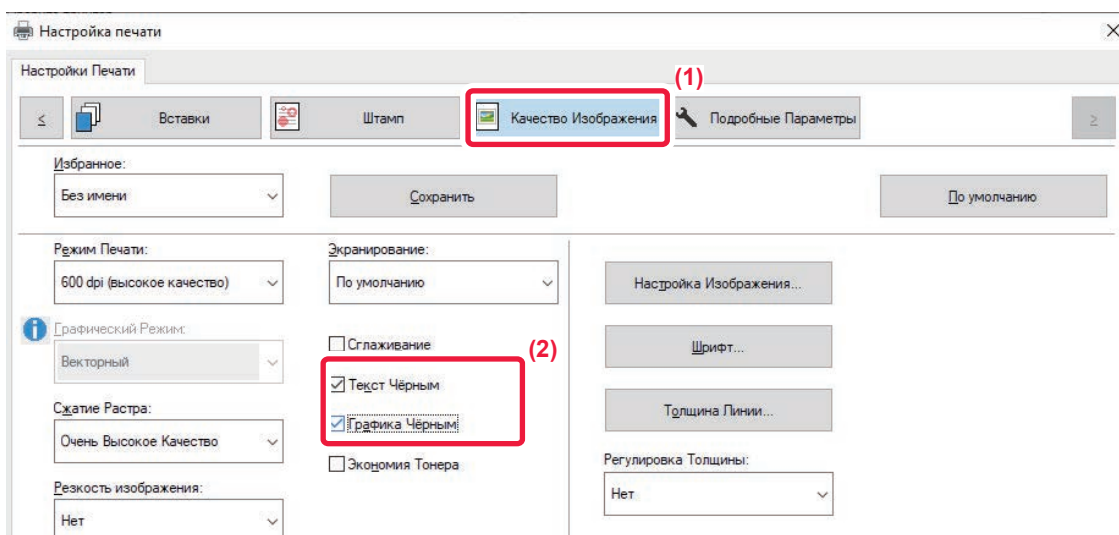 Настройка печати
Настройки Печати
(1)
<
Вставки
Штамп
Качество Изображения
Подробные Параметры
>
Избранное:
Без имени
Сохранить
По умолчанию
Режим Печати:
600 dpi (высокое качество)
Экранирование:
По умолчанию
Настройка Изображения...
Графический Режим:
Векторный
Сглаживание
(2)
Шрифт...
Текст Чёрным
Сжатие Растра:
Очень Высокое Качество
Графика Чёрным
Толщина Линии...
Экономия Тонера
Регулировка Толщины:
Нет
Резкость изображения:
Нет